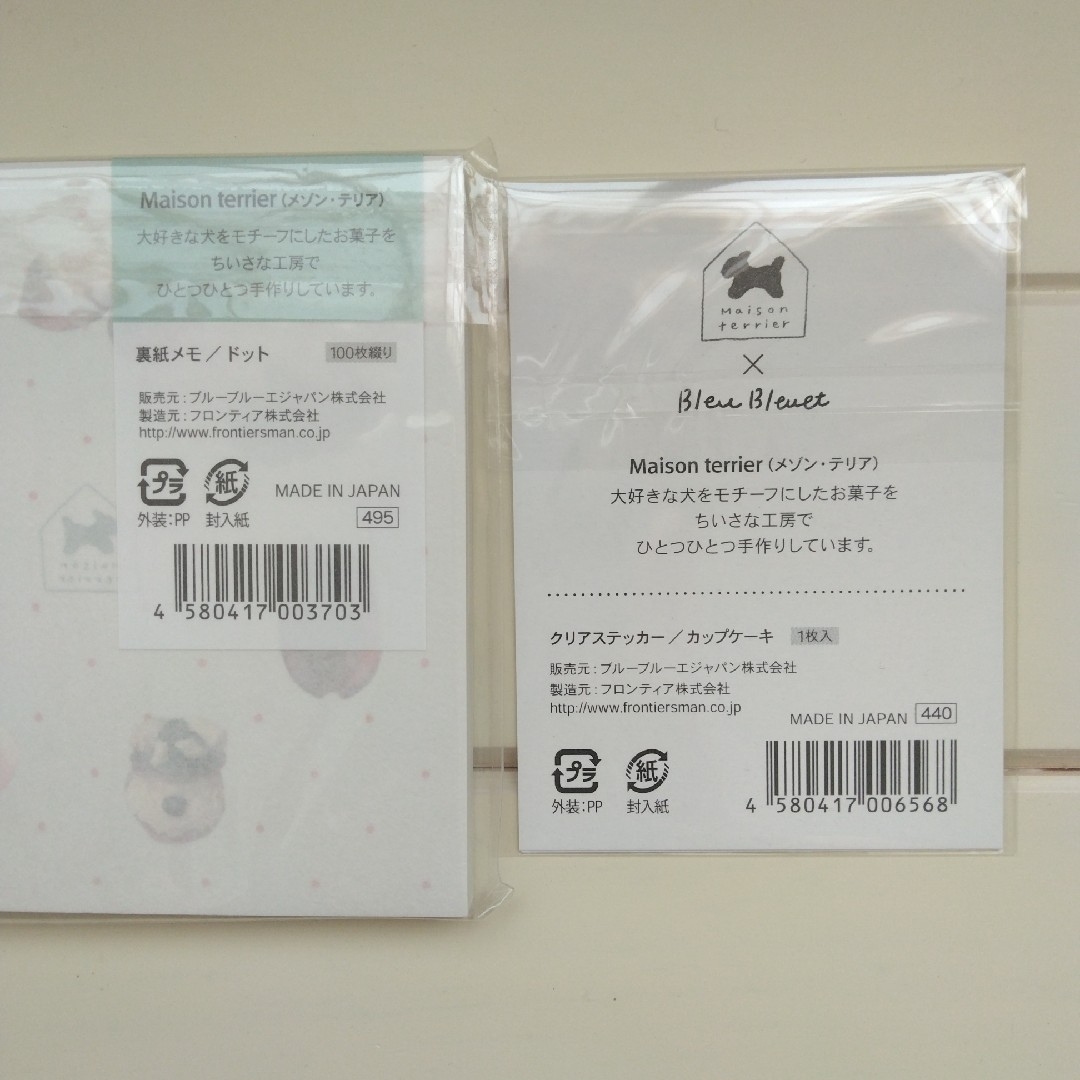 Maison terrier(メゾン・テリア)
大好きな犬をモチーフにしたお菓子を
ちいさな工房で
ひとつひとつ手作りしています。
裏紙メモ／ドット 100枚綴り
販売元：ブルーブルーエジャパン株式会社
製造元：フロンティア株式会社
http://www.frontiersman.co.jp
プラ 紙 MADE IN JAPAN
外装：PP 封入紙 495
4 580417 003703
Maison
terrier
×
Bleu Bleuet
Maison terrier(メゾン・テリア)
大好きな犬をモチーフにしたお菓子を
ちいさな工房で
ひとつひとつ手作りしています。
クリアステッカー／カップケーキ 1枚入
販売元：ブルーブルーエジャパン株式会社
製造元：フロンティア株式会社
http://www.frontiersman.co.jp
MADE IN JAPAN 440
プラ 紙
外装：PP 封入紙
4 580417 006568